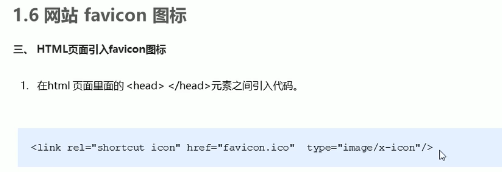 1.6 网站 favicon 图标
三、 HTML页面引入favicon图标
1. 在html 页面里面的 <head> </head>元素之间引入代码。
<link rel="shortcut icon" href="favicon.ico"  type="image/x-icon"/>